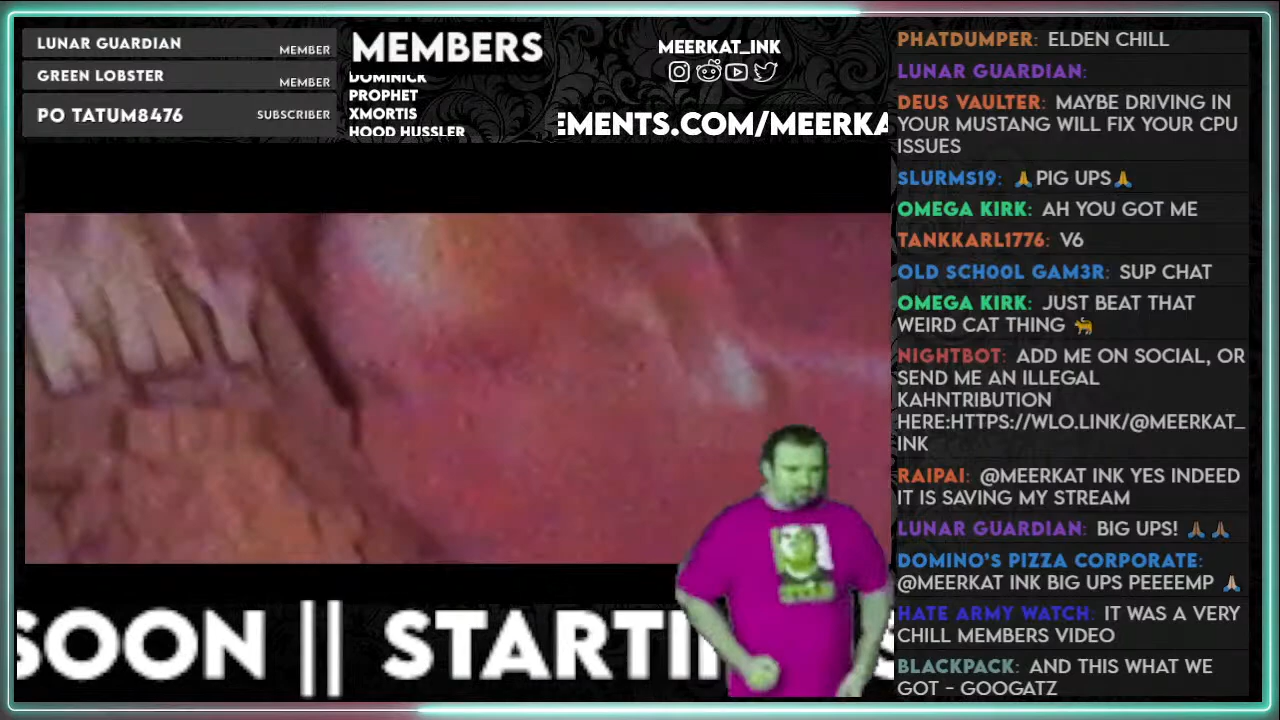 LUNAR GUARDIAN
MEMBER
GREEN LOBSTER
MEMBER
PO TATUM8476
SUBSCRIBER
MEMBERS
DOMINICK
PROPHET
XMORTIS
HOOD HUSSLER
MEERKAT_INK
EMENTS.COM/MEERKA
SOON || STARTI
PHATDUMPER: ELDEN CHILL
LUNAR GUARDIAN:
DEUS VAULTER: MAYBE DRIVING IN
YOUR MUSTANG WILL FIX YOUR CPU
ISSUES
SLURMS19: 🙏PIG UPS🙏
OMEGA KIRK: AH YOU GOT ME
TANKKARL1776: V6
OLD SCH00L GAM3R: SUP CHAT
OMEGA KIRK: JUST BEAT THAT
WEIRD CAT THING 🐈
NIGHTBOT: ADD ME ON SOCIAL, OR
SEND ME AN ILLEGAL
KAHNTRIBUTION
HERE:HTTPS://WLO.LINK/@MEERKAT_
INK
RAIPAI: @MEERKAT INK YES INDEED
IT IS SAVING MY STREAM
LUNAR GUARDIAN: BIG UPS! 🙏🏽 🙏🏽
DOMINO'S PIZZA CORPORATE:
@MEERKAT INK BIG UPS PEEEEMP 🙏🏽
HATE ARMY WATCH: IT WAS A VERY
CHILL MEMBERS VIDEO
BLACKPACK: AND THIS WHAT WE
GOT - GOOGATZ